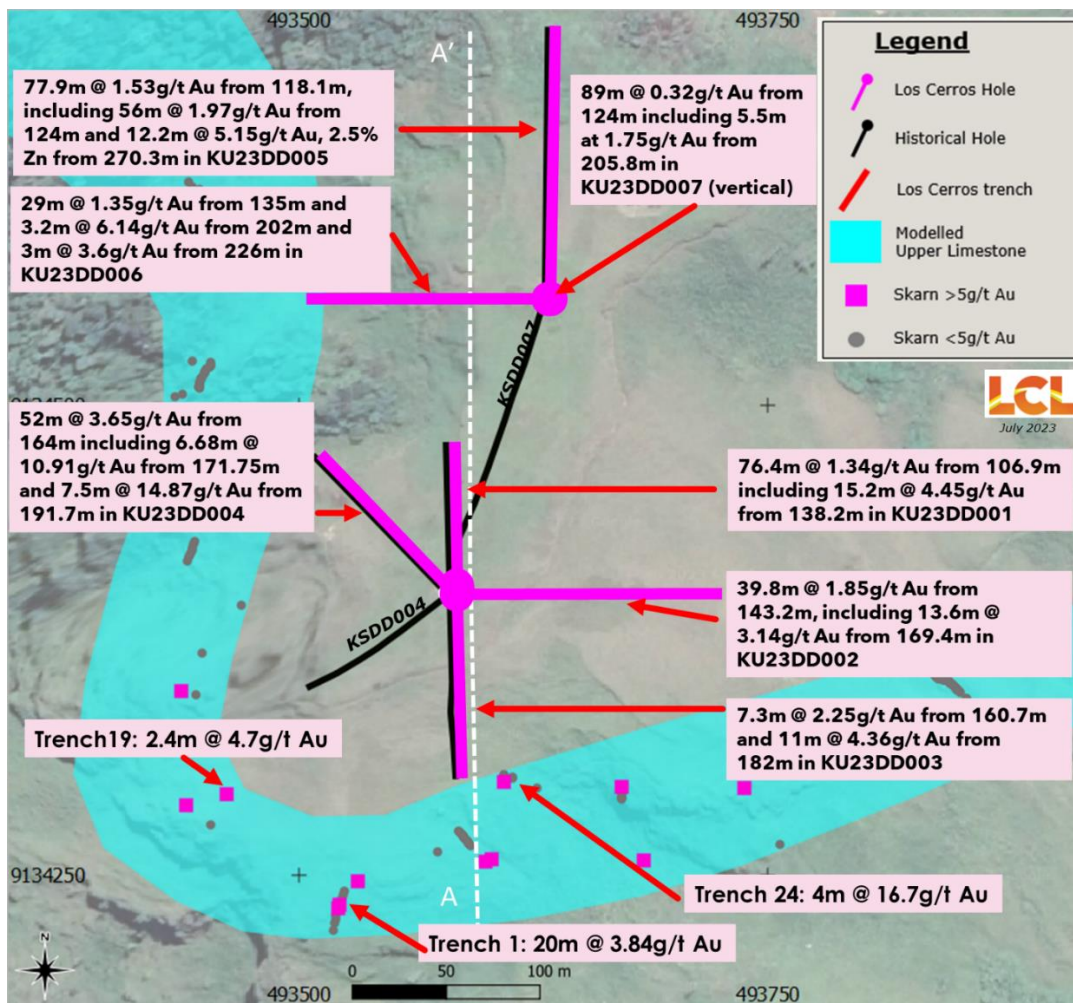 493500
493750
A'
77.9m @ 1.53g/t Au from 118.1m,
including 56m @ 1.97g/t Au from
124m and 12.2m @ 5.15g/t Au, 2.5%
Zn from 270.3m in KU23DD005
89m @ 0.32g/t Au from
124m including 5.5m
at 1.75g/t Au from
205.8m in
KU23DD007 (vertical)
Legend
Los Cerros Hole
Historical Hole
Los Cerros trench
Modelled
Upper Limestone
Skarn >5g/t Au
Skarn <5g/t Au
29m @ 1.35g/t Au from 135m and
3.2m @ 6.14g/t Au from 202m and
3m @ 3.6g/t Au from 226m in
KU23DD006
KSDD007
9134500
LCL
July 2023
52m @ 3.65g/t Au from
164m including 6.68m @
10.91g/t Au from 171.75m
and 7.5m @ 14.87g/t Au from
191.7m in KU23DD004
76.4m @ 1.34g/t Au from 106.9m
including 15.2m @ 4.45g/t Au
from 138.2m in KU23DD001
KSDD004
39.8m @ 1.85g/t Au from
143.2m, including 13.6m @
3.14g/t Au from 169.4m in
KU23DD002
7.3m @ 2.25g/t Au from 160.7m
and 11m @ 4.36g/t Au from
182m in KU23DD003
Trench19: 2.4m @ 4.7g/t Au
9134250
A
Trench 24: 4m @ 16.7g/t Au
Trench 1: 20m @ 3.84g/t Au
N
0 50 100 m
493500
493750